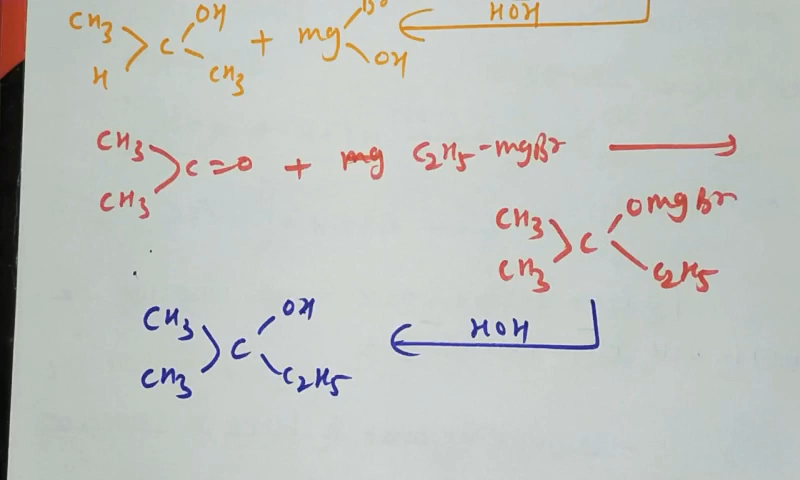 CH3 OH Br HOH
C + mg
H CH3 OH
CH3
C=O + mg C2H5-mgBr
CH3
CH3 OmgBr
C
CH3 C2H5
CH3 OH HOH
C
CH3 C2H5